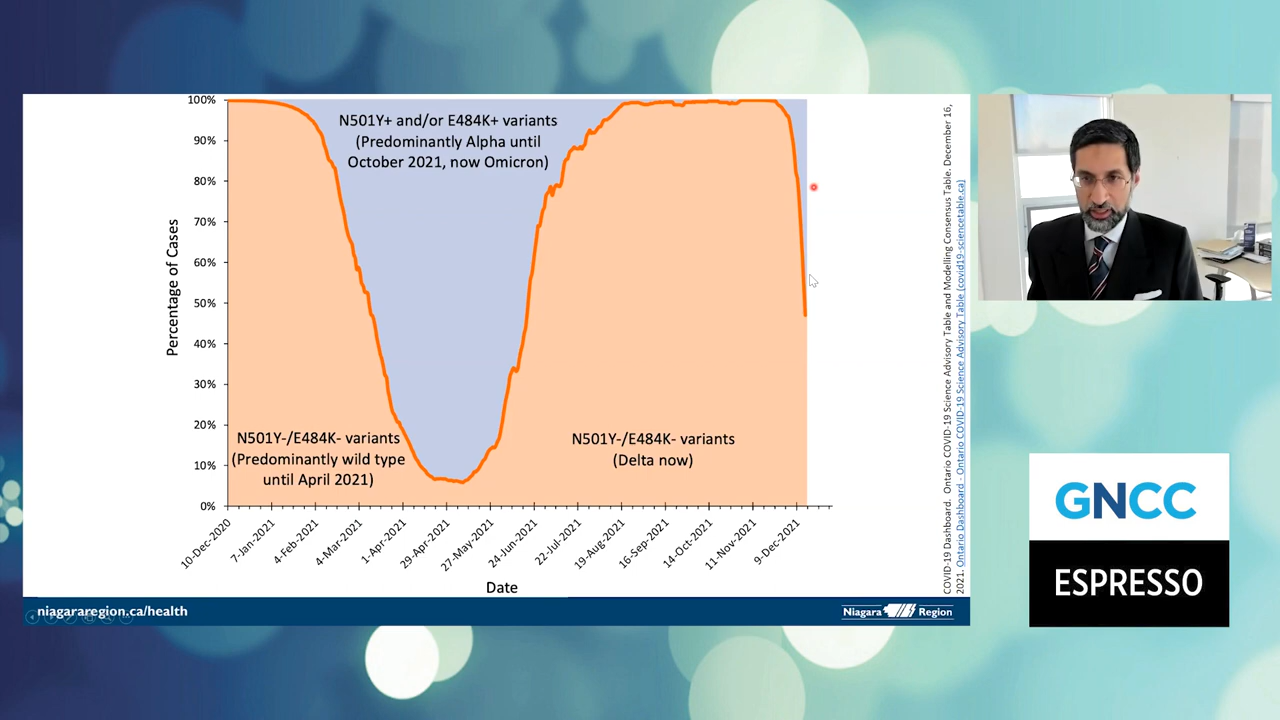 100%
90%
80%
70%
60%
50%
40%
30%
20%
10%
0%
Percentage of Cases
N501Y+ and/or E484K+ variants
(Predominantly Alpha until
October 2021, now Omicron)
N501Y-/E484K- variants
(Predominantly wild type
until April 2021)
N501Y-/E484K- variants
(Delta now)
10-Dec-2020
7-Jan-2021
4-Feb-2021
4-Mar-2021
1-Apr-2021
29-Apr-2021
27-May-2021
24-Jun-2021
22-Jul-2021
19-Aug-2021
16-Sep-2021
14-Oct-2021
11-Nov-2021
9-Dec-2021
Date
COVID-19 Dashboard. Ontario COVID-19 Science Advisory Table and Modelling Consensus Table. December 16,
2021. Ontario Dashboard - Ontario COVID-19 Science Advisory Table (covid19-sciencetable.ca)
niagararegion.ca/health
Niagara Region
GNCC
ESPRESSO